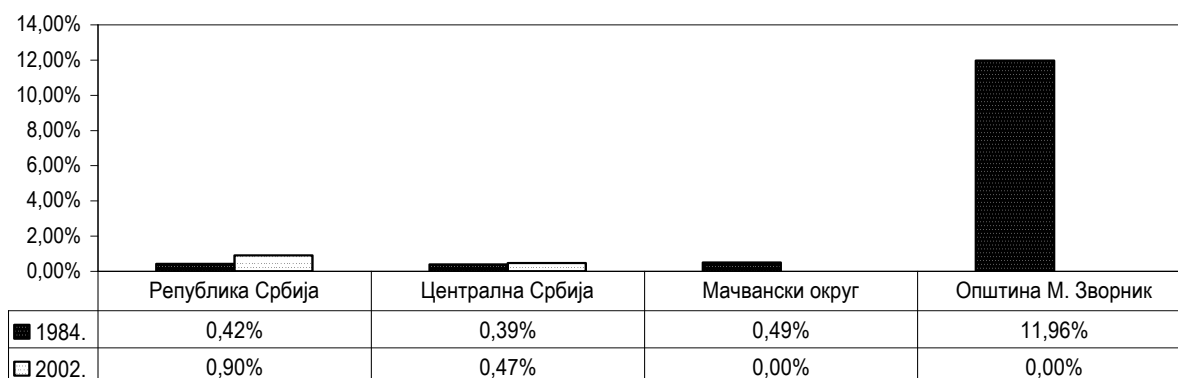 14,00%
12,00%
10,00%
8,00%
6,00%
4,00%
2,00%
0,00%
Република Србија Централна Србија Мачвански округ Општина М. Зворник
1984. 0,42% 0,39% 0,49% 11,96%
2002. 0,90% 0,47% 0,00% 0,00%